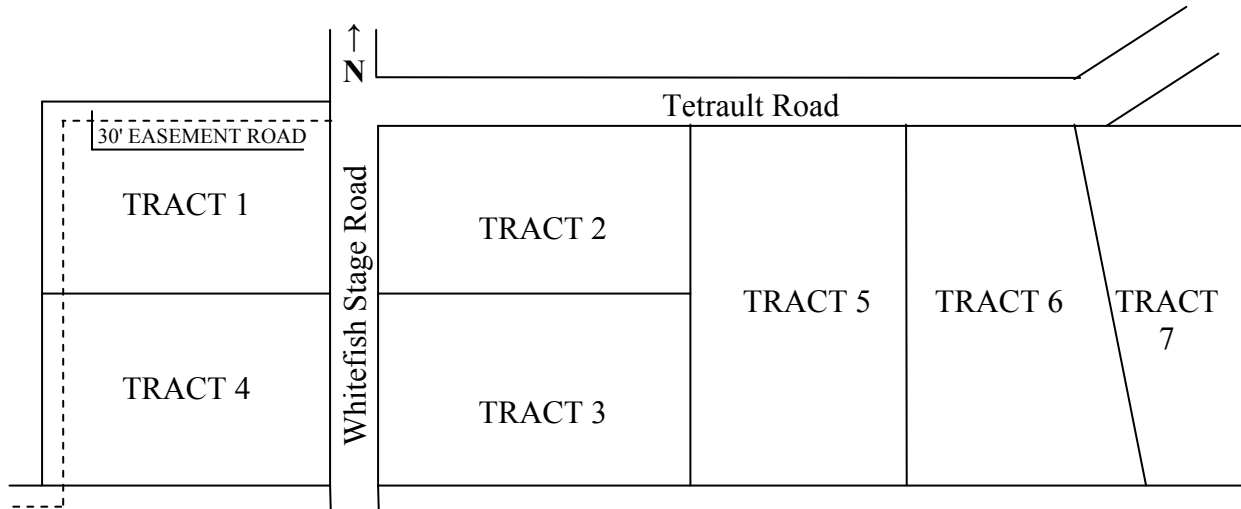 ↑
N
Tetrault Road
30' EASEMENT ROAD
TRACT 1
TRACT 2
Whitefish Stage Road
TRACT 5
TRACT 6
TRACT
7
TRACT 4
TRACT 3